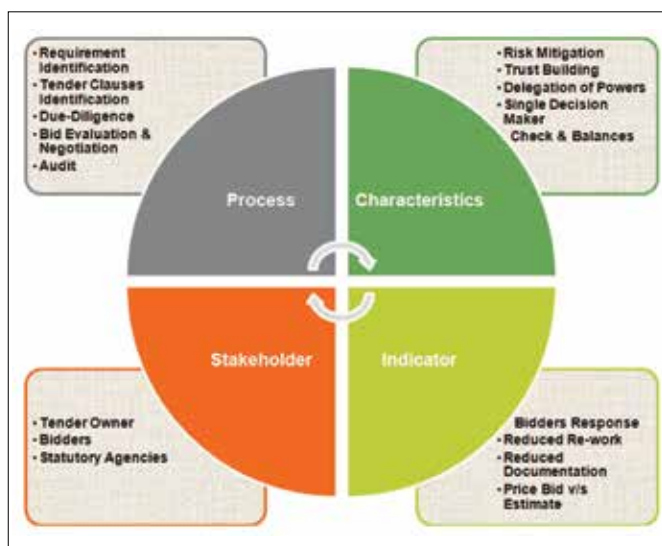 • Requirement
Identification
• Tender Clauses
Identification
• Due-Diligence
• Bid Evaluation &
Negotiation
• Audit
• Risk Mitigation
• Trust Building
• Delegation of Powers
• Single Decision
Maker
Check & Balances
Process
Characteristics
Stakeholder
Indicator
• Tender Owner
• Bidders
• Statutory Agencies
Bidders Response
• Reduced Re-work
• Reduced
Documentation
• Price Bid v/s
Estimate